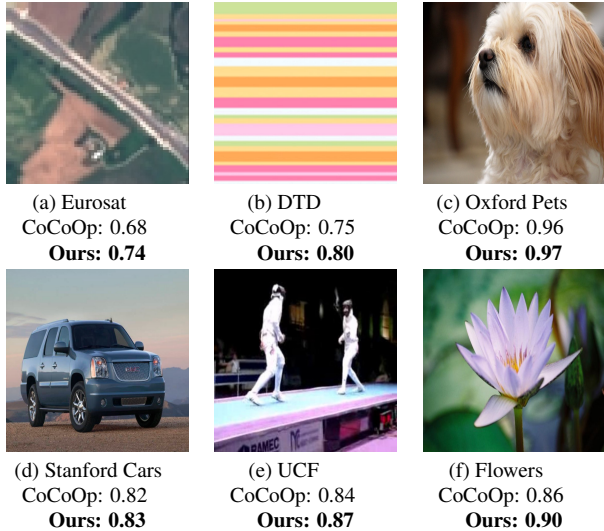 (a) Eurosat
CoCoOp: 0.68
Ours: 0.74
(b) DTD
CoCoOp: 0.75
Ours: 0.80
(c) Oxford Pets
CoCoOp: 0.96
Ours: 0.97
GMC
RAMEC
(d) Stanford Cars
CoCoOp: 0.82
Ours: 0.83
(e) UCF
CoCoOp: 0.84
Ours: 0.87
(f) Flowers
CoCoOp: 0.86
Ours: 0.90